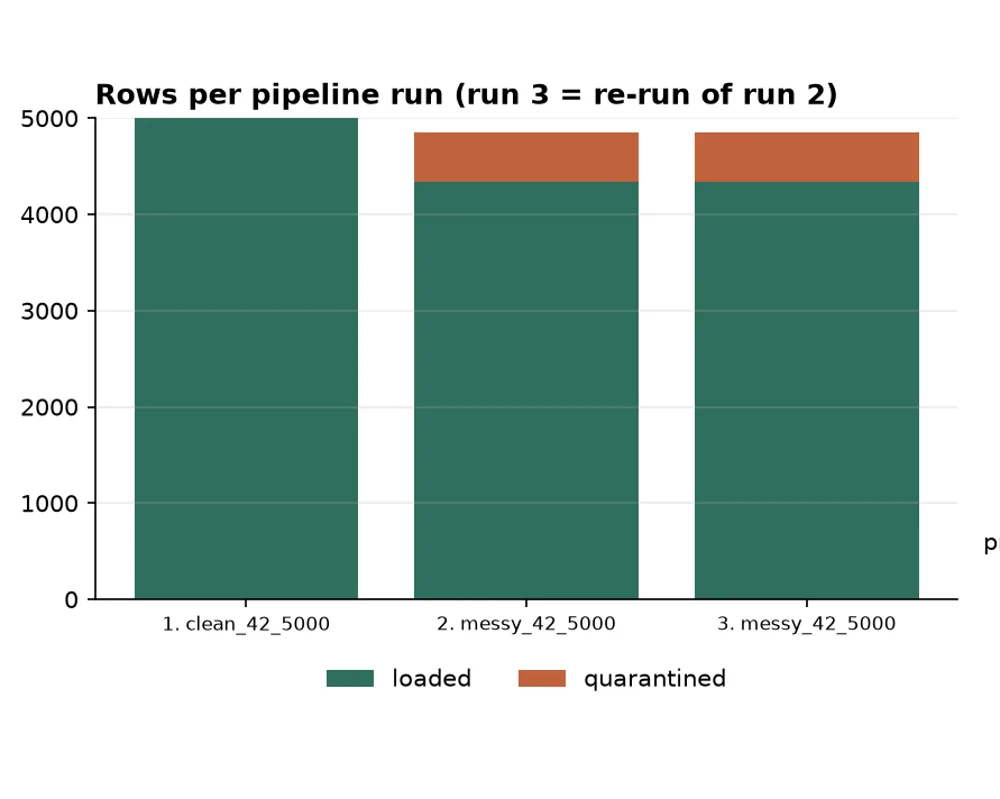 Rows per pipeline run (run 3 = re-run of run 2)
5000
4000
3000
2000
1000
0
1. clean_42_5000
2. messy_42_5000
3. messy_42_5000
loaded
quarantined